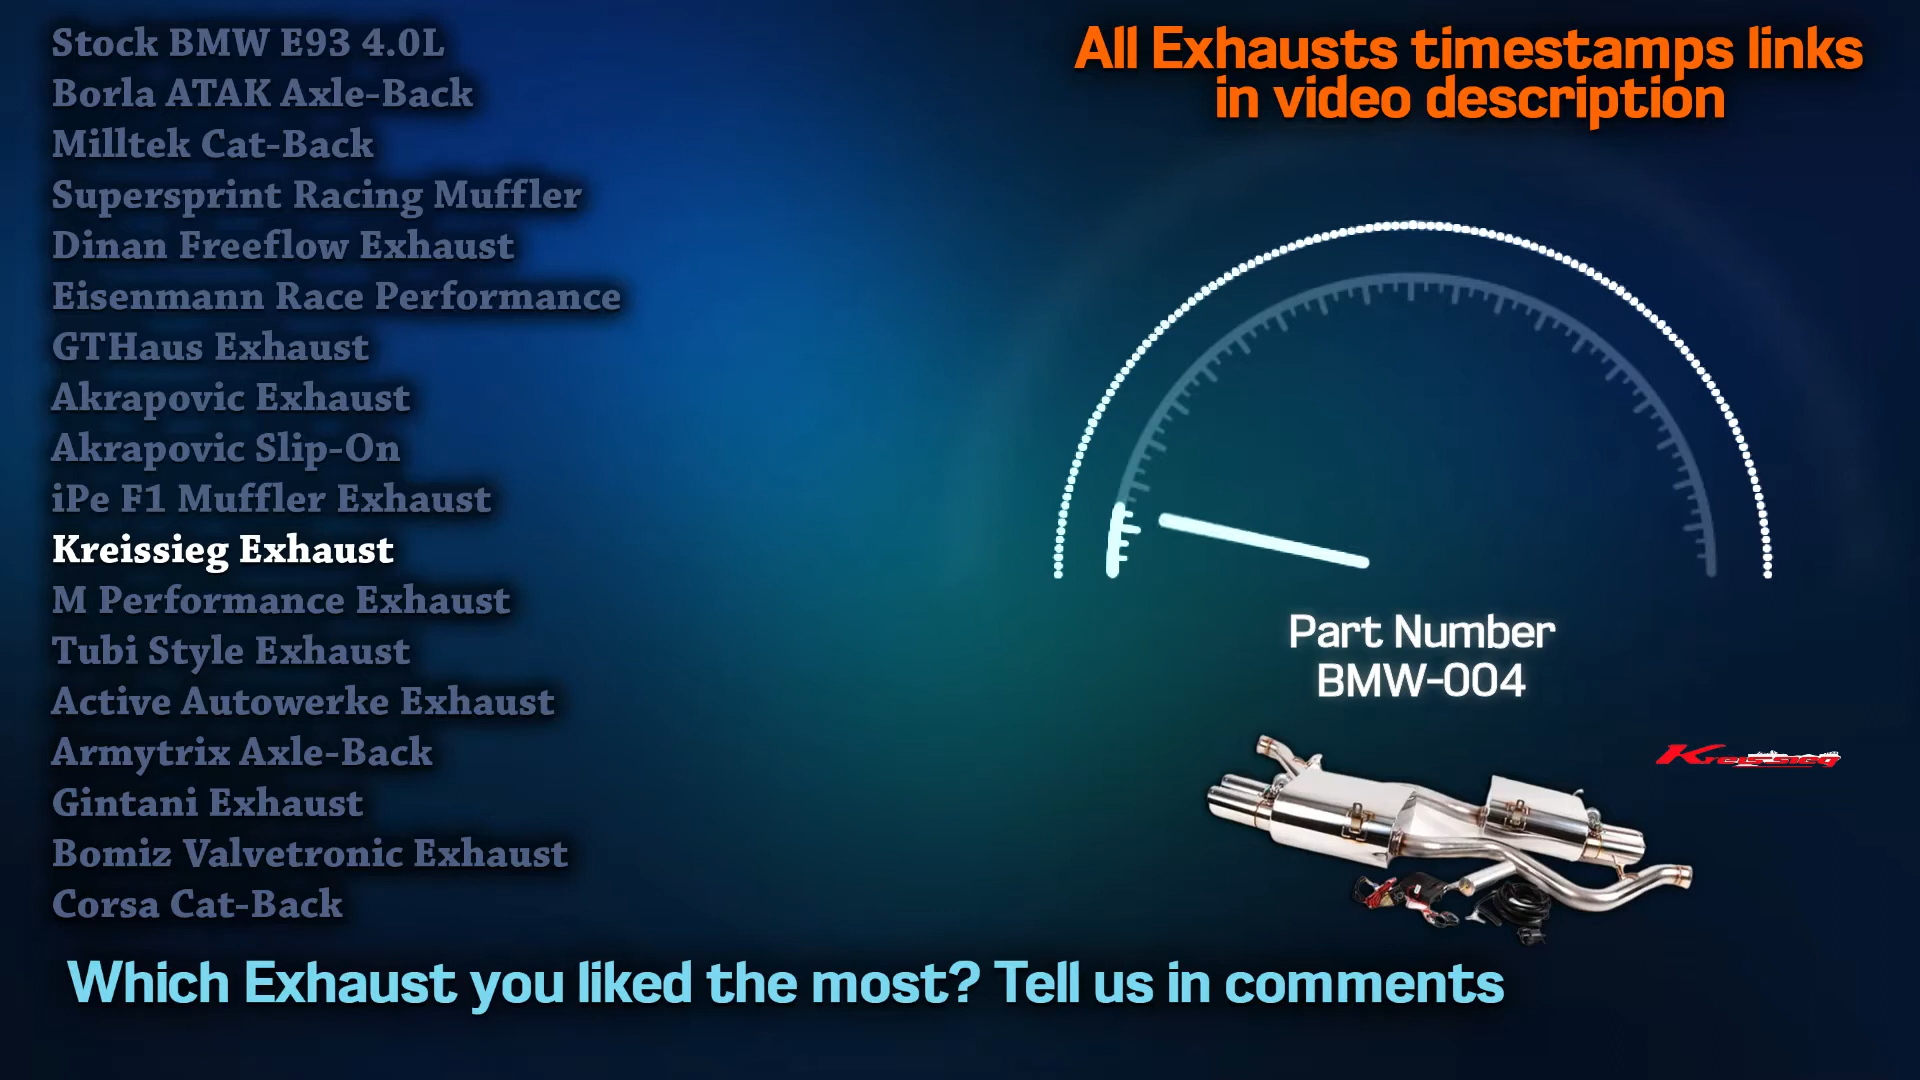 Stock BMW E93 4.0L
Borla ATAK Axle-Back
Milltek Cat-Back
Supersprint Racing Muffler
Dinan Freeflow Exhaust
Eisenmann Race Performance
GTHaus Exhaust
Akrapovic Exhaust
Akrapovic Slip-On
iPe F1 Muffler Exhaust
Kreissieg Exhaust
M Performance Exhaust
Tubi Style Exhaust
Active Autowerke Exhaust
Armytrix Axle-Back
Gintani Exhaust
Bomiz Valvetronic Exhaust
Corsa Cat-Back
All Exhausts timestamps links
in video description
Part Number
BMW-004
Kreissieg
Which Exhaust you liked the most? Tell us in comments